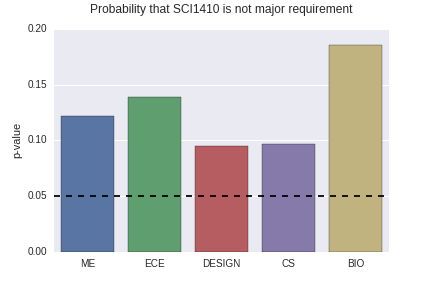 Probability that SCI1410 is not major requirement
p-value
0.20
0.15
0.10
0.05
0.00
ME ECE DESIGN CS BIO